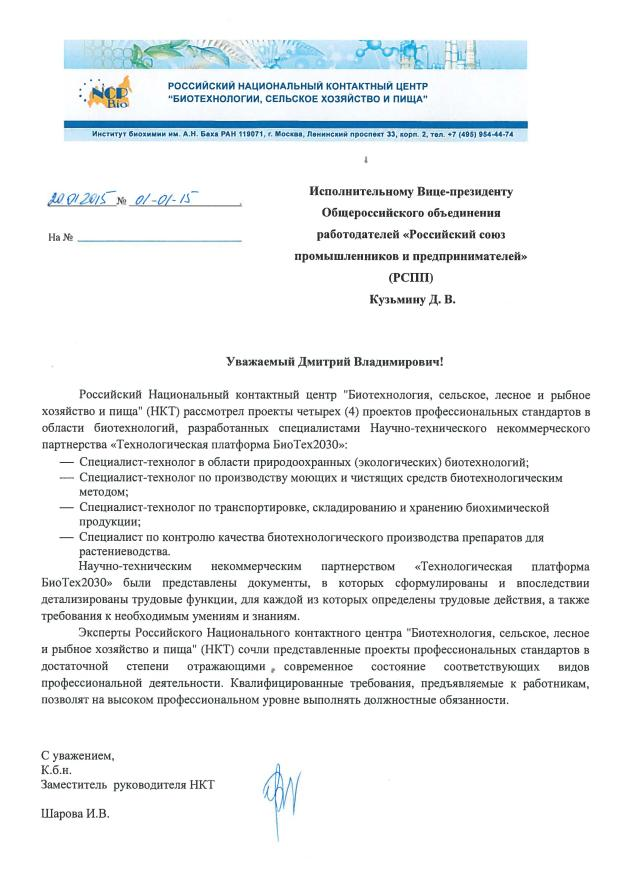 NCP
Bio
РОССИЙСКИЙ НАЦИОНАЛЬНЫЙ КОНТАКТНЫЙ ЦЕНТР
"БИОТЕХНОЛОГИИ, СЕЛЬСКОЕ ХОЗЯЙСТВО И ПИЩА"
Институт биохимии им. А.Н. Баха РАН 119071, г. Москва, Ленинский проспект 33, корп. 2, тел. +7 (495) 954-44-74
20.01.2015 № 01-01-15
На №
Исполнительному Вице-президенту
Общероссийского объединения
работодателей «Российский союз
промышленников и предпринимателей»
(РСПП)
Кузьмину Д. В.
Уважаемый Дмитрий Владимирович!
Российский Национальный контактный центр "Биотехнология, сельское, лесное и рыбное
хозяйство и пища" (НКТ) рассмотрел проекты четырех (4) проектов профессиональных стандартов в
области биотехнологий, разработанных специалистами Научно-технического некоммерческого
партнерства «Технологическая платформа БиоТех2030»:
— Специалист-технолог в области природоохранных (экологических) биотехнологий;
— Специалист-технолог по производству моющих и чистящих средств биотехнологическим
методом;
— Специалист-технолог по транспортировке, складированию и хранению биохимической
продукции;
— Специалист по контролю качества биотехнологического производства препаратов для
растениеводства.
Научно-техническим некоммерческим партнерством «Технологическая платформа
БиоТех2030» были представлены документы, в которых сформулированы и впоследствии
детализированы трудовые функции, для каждой из которых определены трудовые действия, а также
требования к необходимым умениям и знаниям.
Эксперты Российского Национального контактного центра "Биотехнология, сельское, лесное
и рыбное хозяйство и пища" (НКТ) сочли представленные проекты профессиональных стандартов в
достаточной степени отражающими современное состояние соответствующих видов
профессиональной деятельности. Квалифицированные требования, предъявляемые к работникам,
позволят на высоком профессиональном уровне выполнять должностные обязанности.
С уважением,
К.б.н.
Заместитель руководителя НКТ
Шарова И.В.